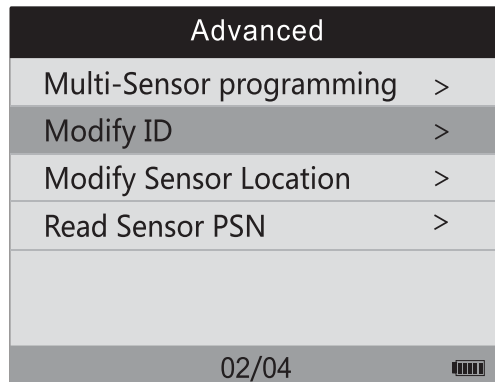 Advanced
Multi-Sensor programming >
Modify ID >
Modify Sensor Location >
Read Sensor PSN >
02/04